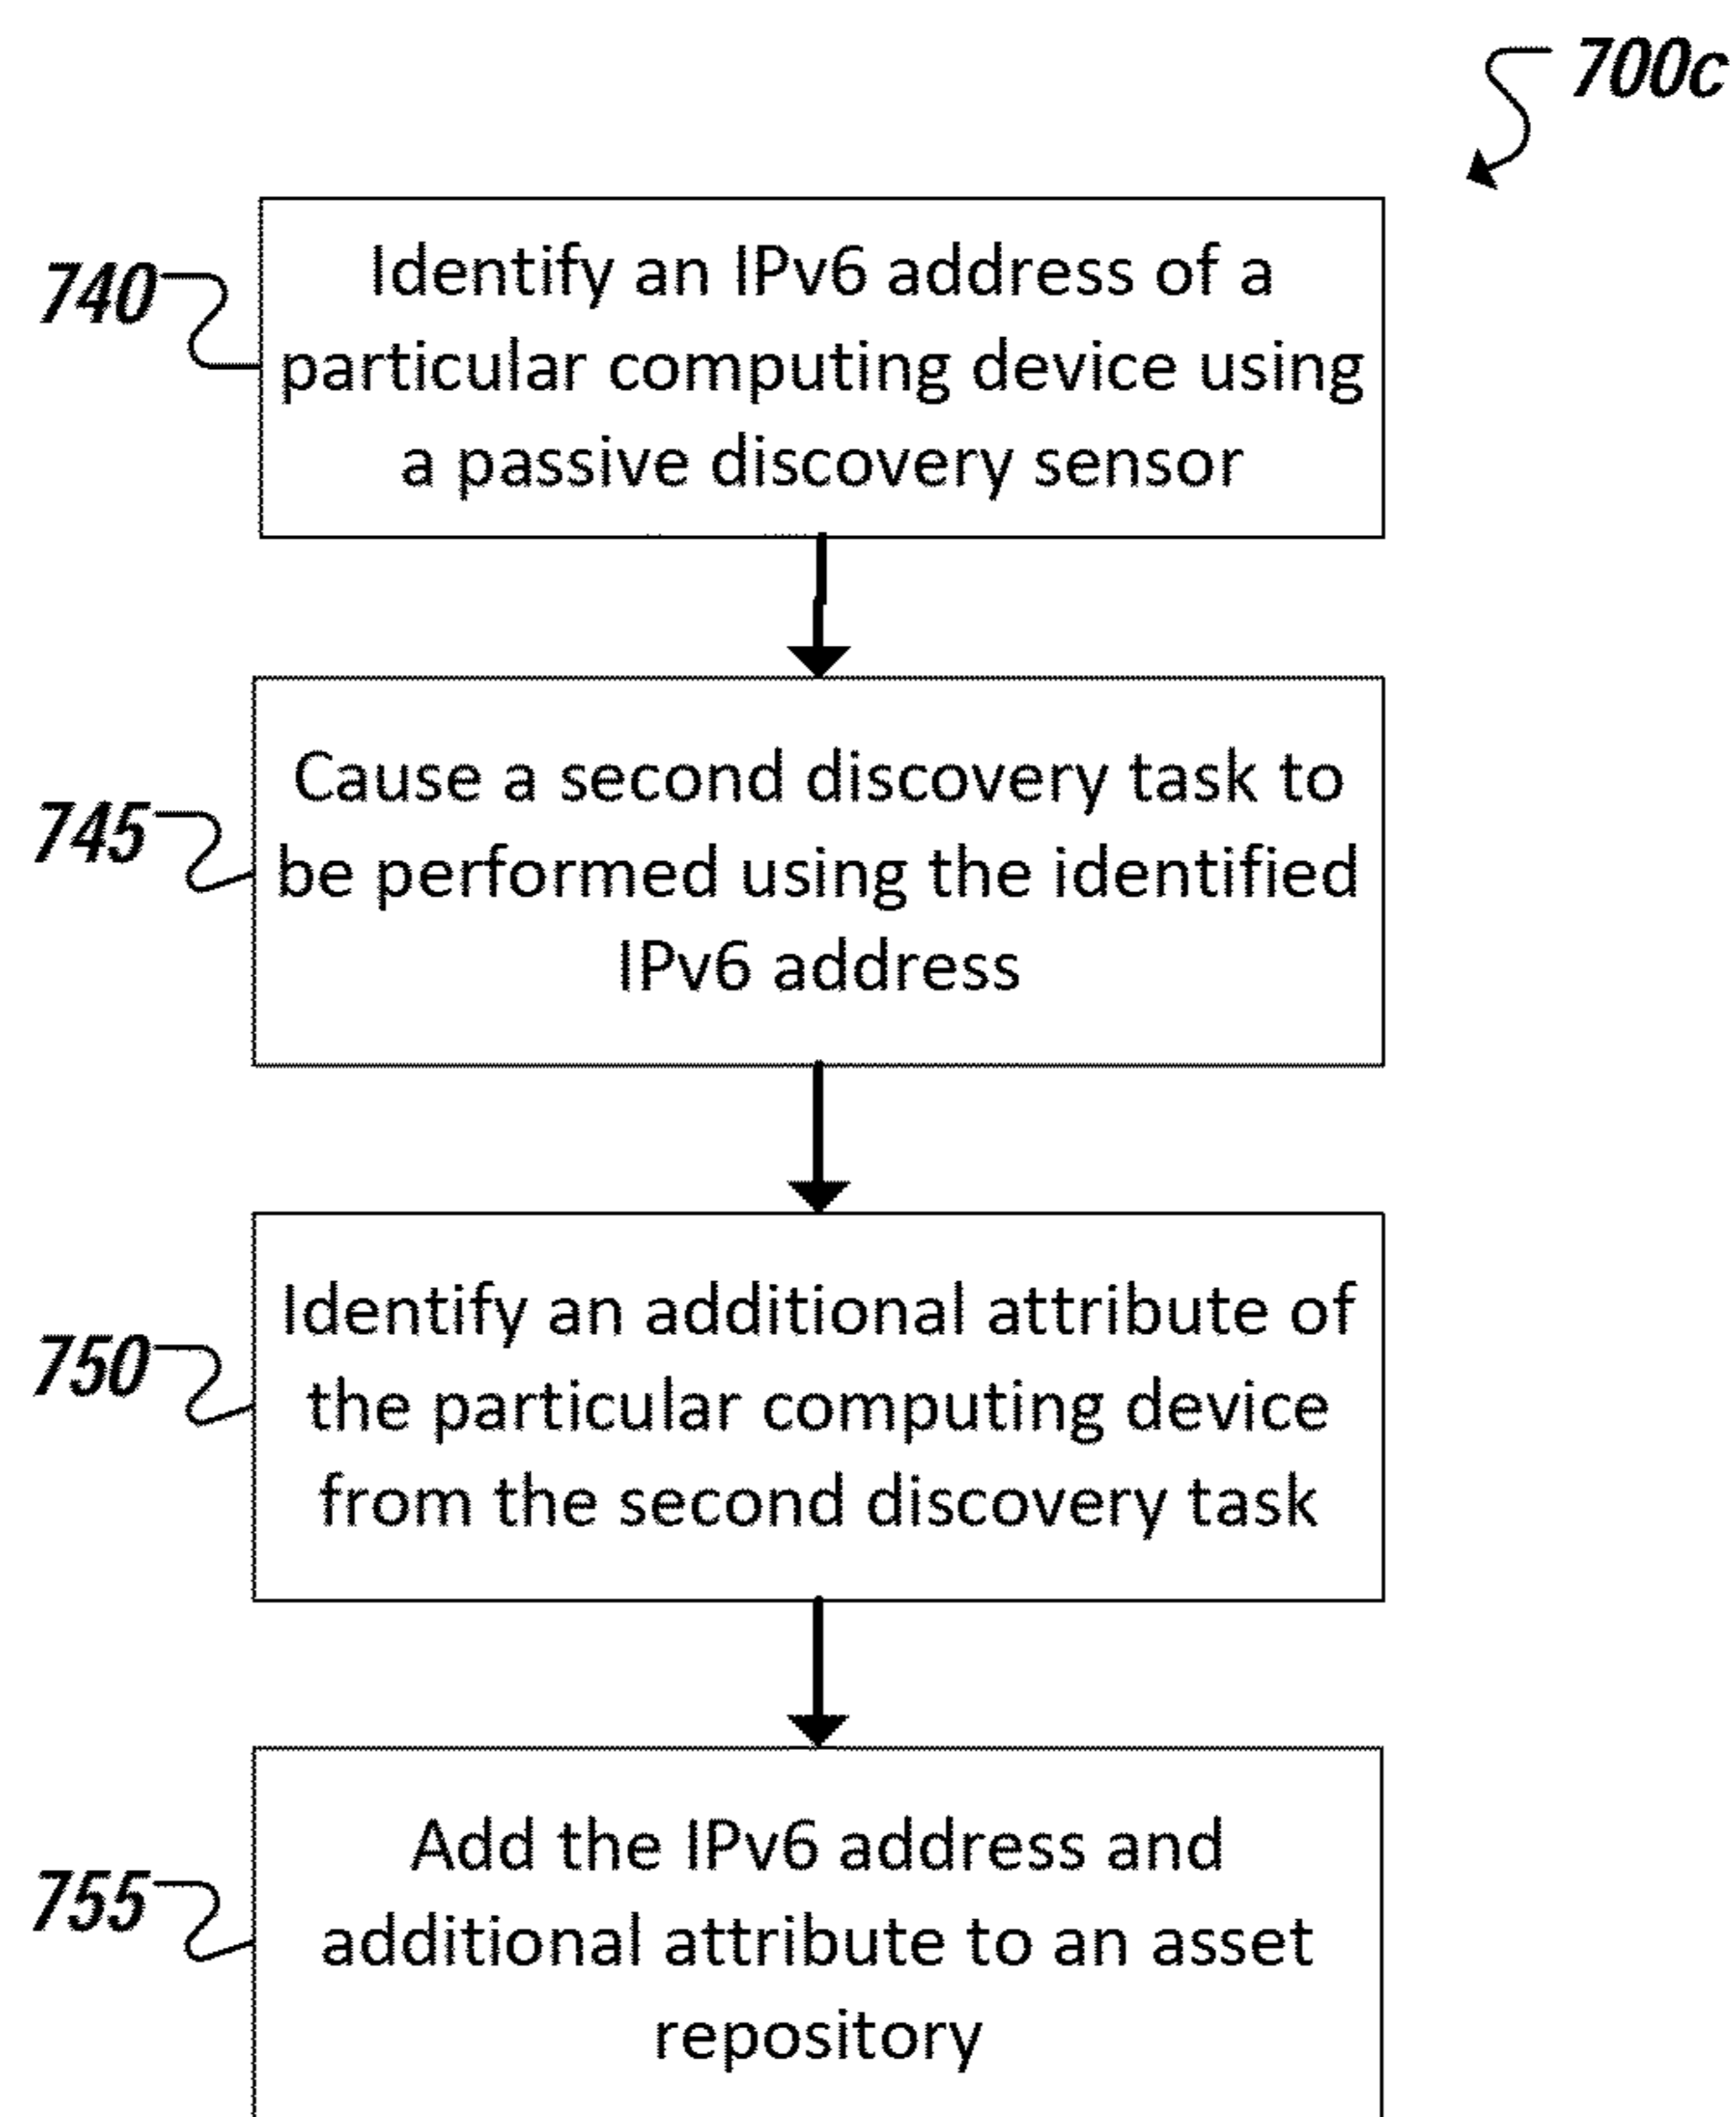 700c
740
Identify an IPv6 address of a
particular computing device using
a passive discovery sensor
745
Cause a second discovery task to
be performed using the identified
IPv6 address
750
Identify an additional attribute of
the particular computing device
from the second discovery task
755
Add the IPv6 address and
additional attribute to an asset
repository